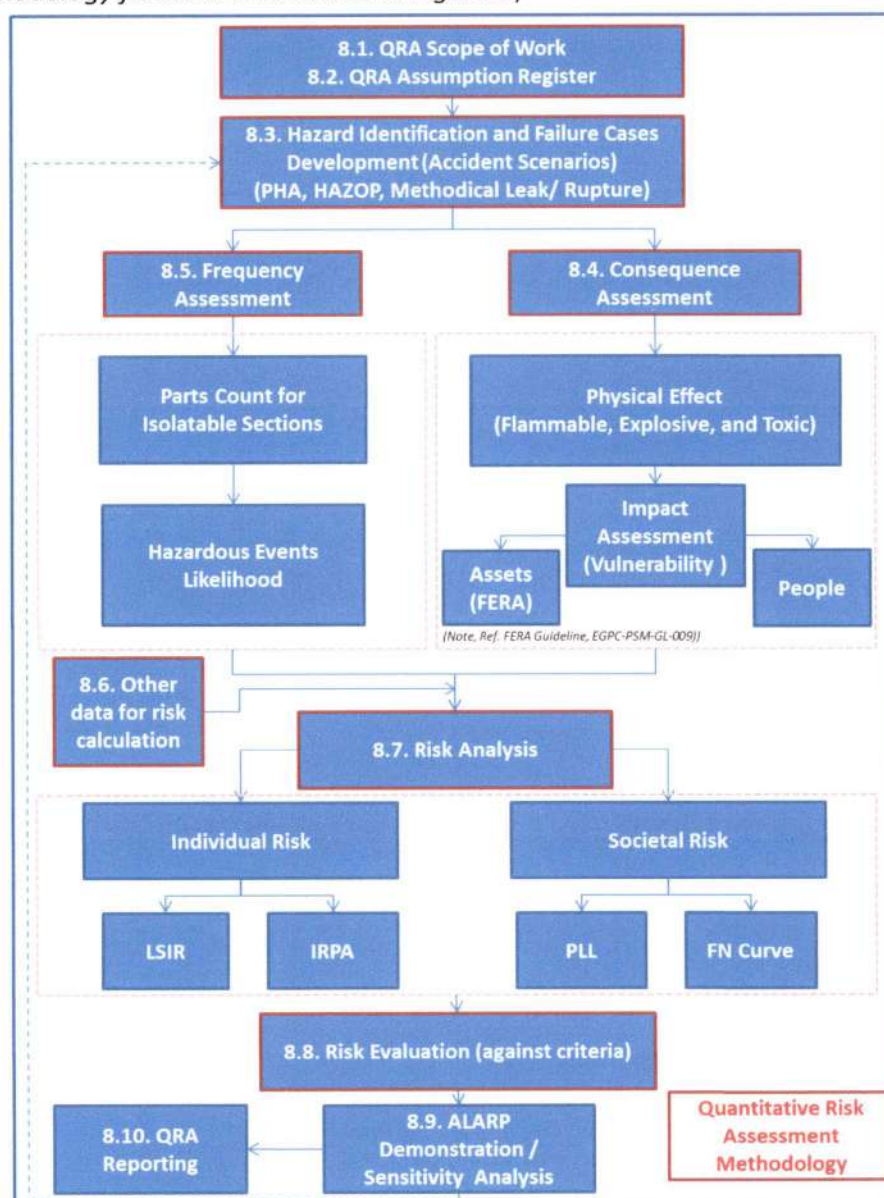 8.1. QRA Scope of Work
8.2. QRA Assumption Register
8.3. Hazard Identification and Failure Cases
Development (Accident Scenarios)
(PHA, HAZOP, Methodical Leak/ Rupture)
8.5. Frequency
Assessment
8.4. Consequence
Assessment
Parts Count for
Isolatable Sections
Physical Effect
(Flammable, Explosive, and Toxic)
Hazardous Events
Likelihood
Impact
Assessment
(Vulnerability )
Assets
(FERA)
People
(Note, Ref. FERA Guideline, EGPC-PSM-GL-009))
8.6. Other
data for risk
calculation
8.7. Risk Analysis
Individual Risk
Societal Risk
LSIR
IRPA
PLL
FN Curve
8.8. Risk Evaluation (against criteria)
8.10. QRA
Reporting
8.9. ALARP
Demonstration /
Sensitivity Analysis
Quantitative Risk
Assessment
Methodology